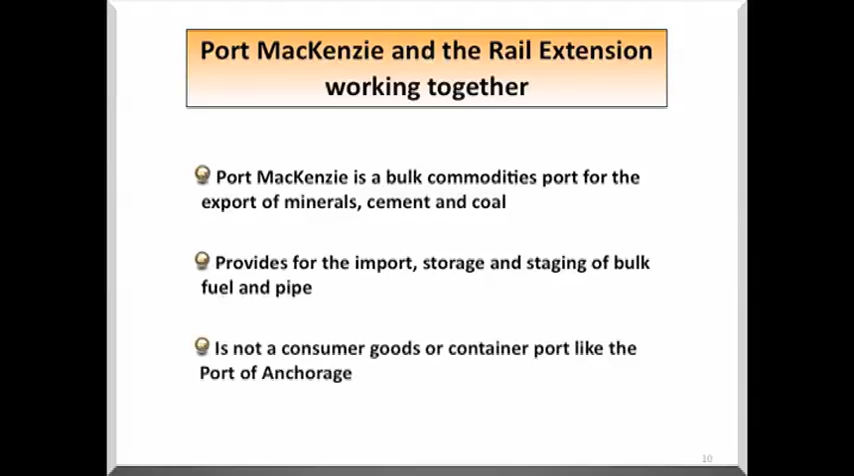 Port MacKenzie and the Rail Extension
working together
Port MacKenzie is a bulk commodities port for the
export of minerals, cement and coal
Provides for the import, storage and staging of bulk
fuel and pipe
Is not a consumer goods or container port like the
Port of Anchorage
10